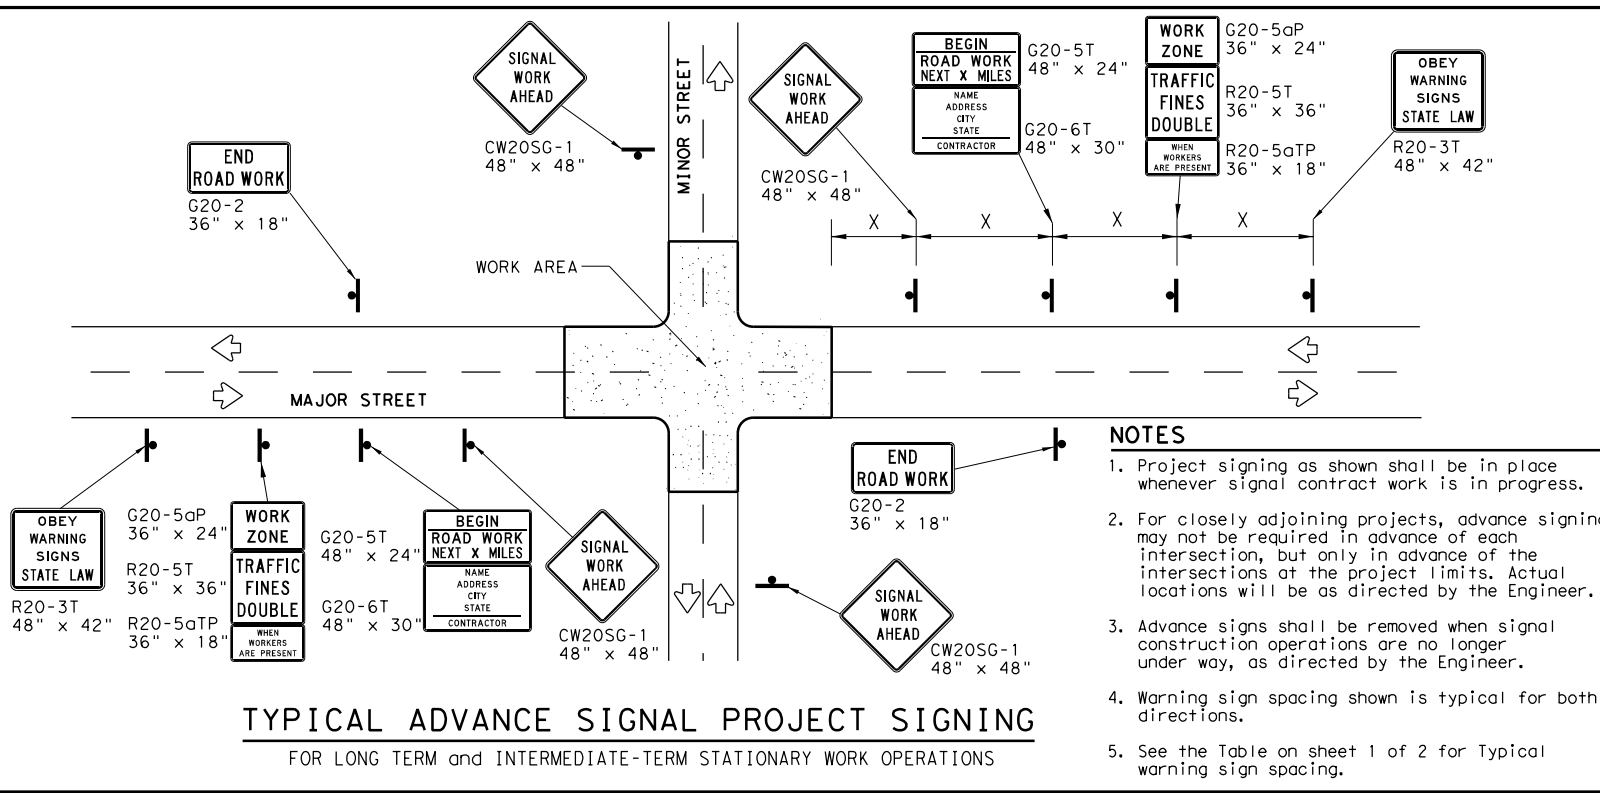 SIGNAL
WORK
AHEAD
CW20SG-1
48" x 48"
END
ROAD WORK
G20-2
36" x 18"
MINOR STREET
SIGNAL
WORK
AHEAD
CW20SG-1
48" x 48"
BEGIN
ROAD WORK
NEXT X MILES
NAME
ADDRESS
CITY
STATE
CONTRACTOR
G20-5T
48" x 24"
G20-6T
48" x 30"
WORK
ZONE
TRAFFIC
FINES
DOUBLE
WHEN
WORKERS
ARE PRESENT
G20-5aP
36" x 24"
R20-5T
36" x 36"
R20-5aTP
36" x 18"
OBEY
WARNING
SIGNS
STATE LAW
R20-3T
48" x 42"
X X X X
WORK AREA
MAJOR STREET
OBEY
WARNING
SIGNS
STATE LAW
R20-3T
48" x 42"
G20-5aP
36" x 24"
R20-5T
36" x 36"
R20-5aTP
36" x 18"
WORK
ZONE
TRAFFIC
FINES
DOUBLE
WHEN
WORKERS
ARE PRESENT
G20-5T
48" x 24"
G20-6T
48" x 30"
BEGIN
ROAD WORK
NEXT X MILES
NAME
ADDRESS
CITY
STATE
CONTRACTOR
SIGNAL
WORK
AHEAD
CW20SG-1
48" x 48"
END
ROAD WORK
G20-2
36" x 18"
SIGNAL
WORK
AHEAD
CW20SG-1
48" x 48"
NOTES
1. Project signing as shown shall be in place
whenever signal contract work is in progress.
2. For closely adjoining projects, advance signing
may not be required in advance of each
intersection, but only in advance of the
intersections at the project limits. Actual
locations will be as directed by the Engineer.
3. Advance signs shall be removed when signal
construction operations are no longer
under way, as directed by the Engineer.
4. Warning sign spacing shown is typical for both
directions.
5. See the Table on sheet 1 of 2 for Typical
warning sign spacing.
TYPICAL ADVANCE SIGNAL PROJECT SIGNING
FOR LONG TERM and INTERMEDIATE-TERM STATIONARY WORK OPERATIONS